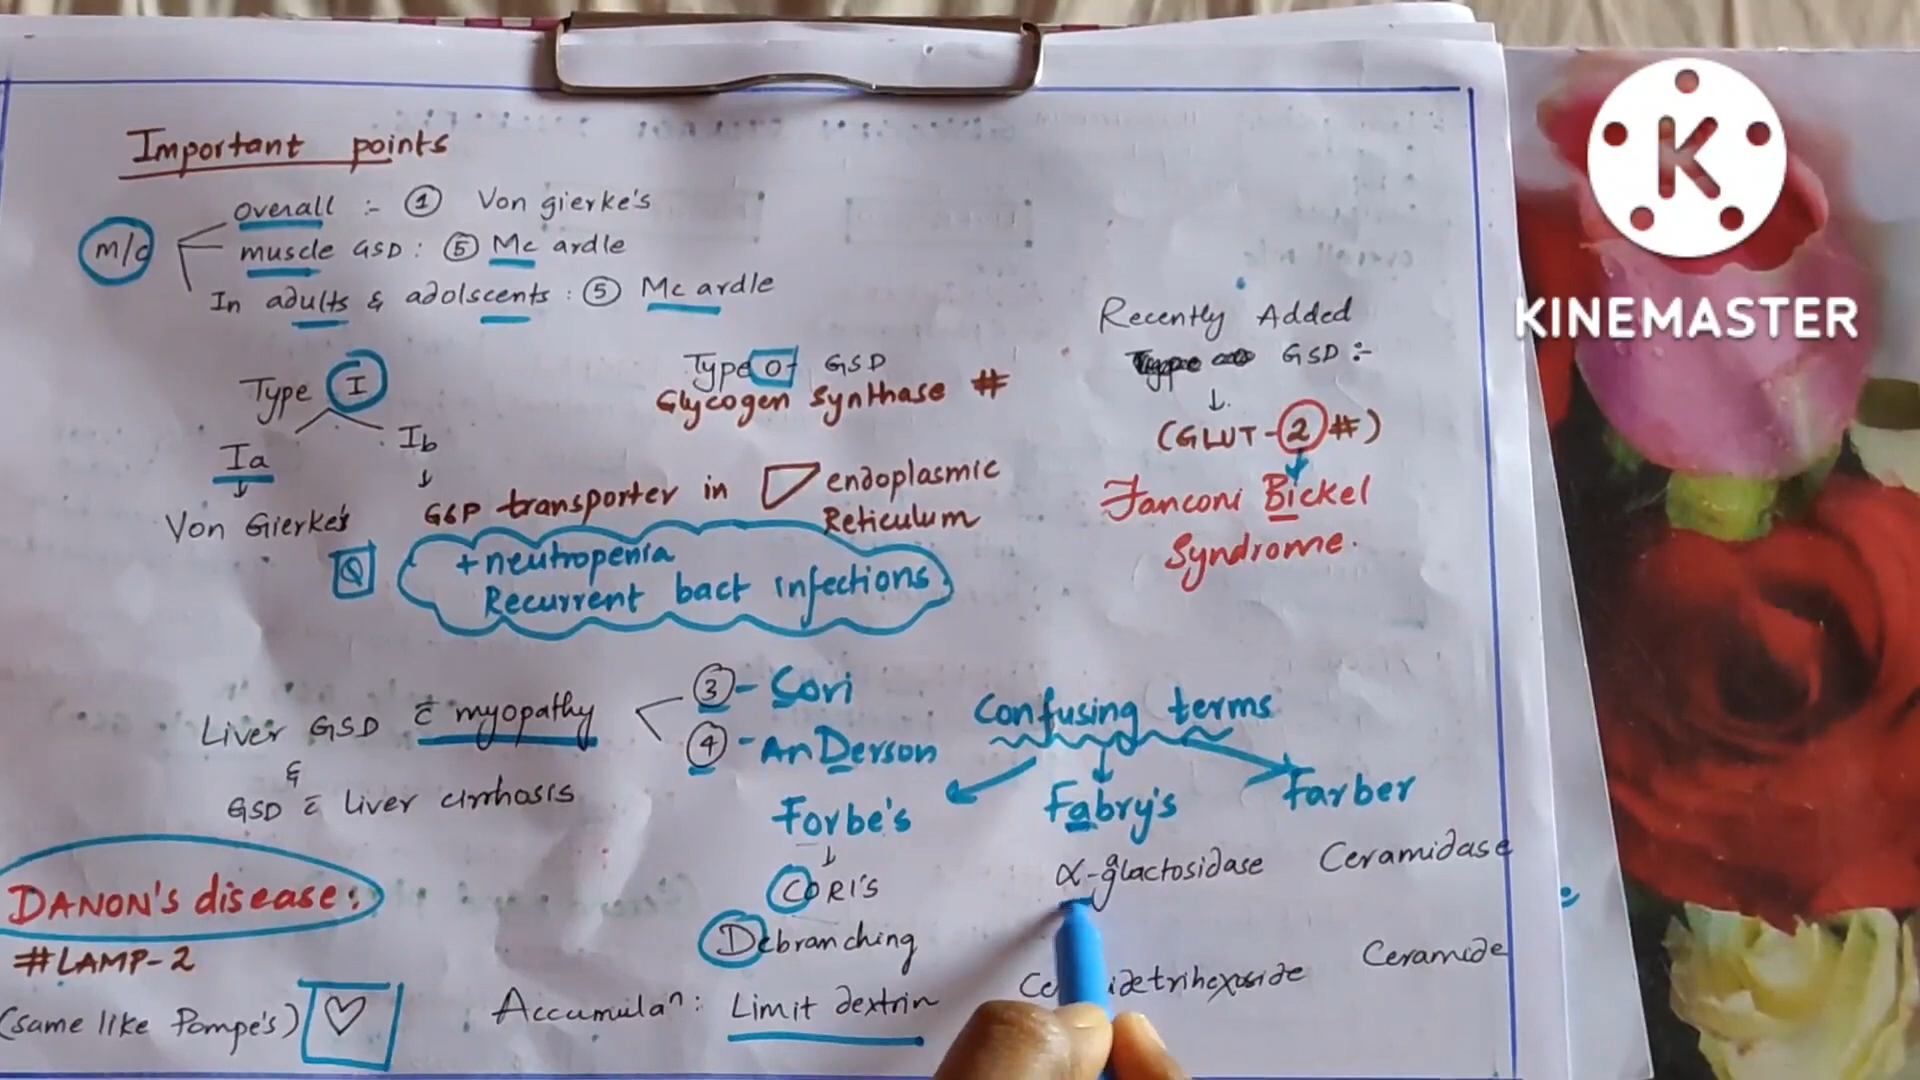 Important points
m/c
overall :- ① Von gierke's
muscle GSD : ⑤ Mc ardle
In adults & adolscents : ⑤ Mc ardle
Type I
Ia
Ib
Von Gierke's
G6P transporter in endoplasmic
Reticulum
Q
+neutropenia
Recurrent bact infections
Type 0 GSD
Glycogen Synthase #
Recently Added
GSD :-
(GLUT-2 #)
Fanconi Bickel
Syndrome.
Liver GSD c̄ myopathy
&
GSD c̄ Liver cirrhosis
③ - Cori
④ - AnDerson
Confusing terms
Forbe's
CORI'S
Debranching
Accumulaⁿ : Limit dextrin
Fabry's
α-galactosidase
Farber
Ceramidase
Ceramide
DANON'S disease :
#LAMP-2
(same like Pompe's)
K
KINEMASTER